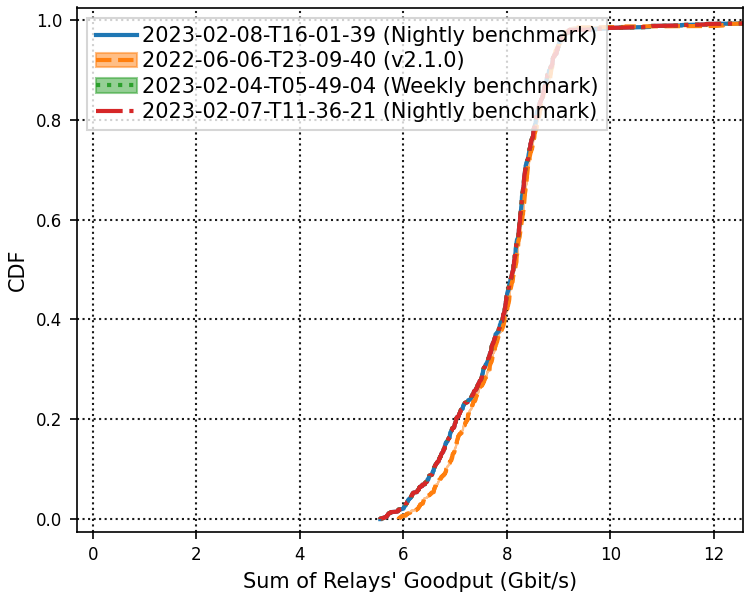 2023-02-08-T16-01-39 (Nightly benchmark)
2022-06-06-T23-09-40 (v2.1.0)
2023-02-04-T05-49-04 (Weekly benchmark)
2023-02-07-T11-36-21 (Nightly benchmark)
1.0
0.8
0.6
0.4
0.2
0.0
CDF
0 2 4 6 8 10 12
Sum of Relays' Goodput (Gbit/s)